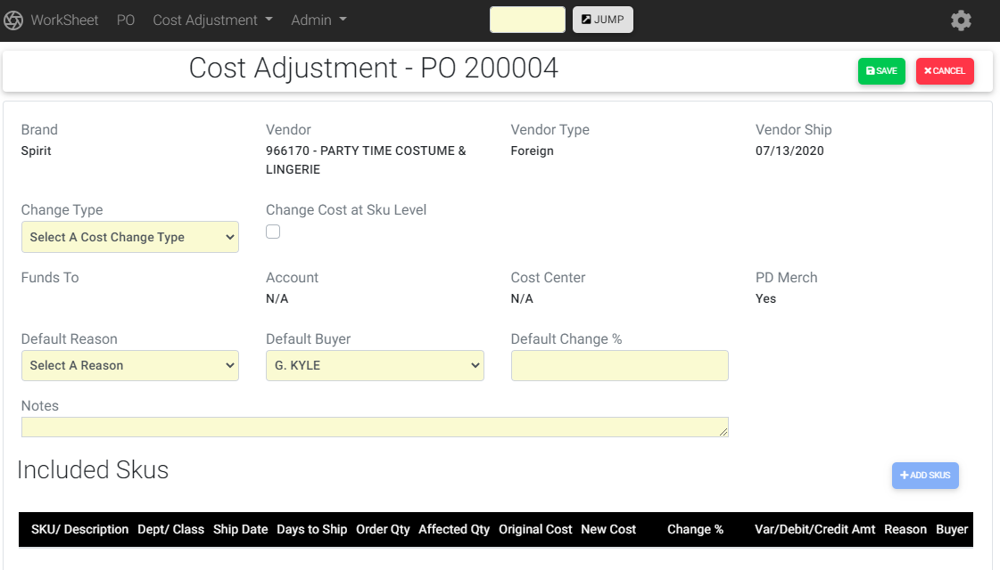 WorkSheet PO Cost Adjustment Admin JUMP
Cost Adjustment - PO 200004 SAVE CANCEL
Brand Vendor Vendor Type Vendor Ship
Spirit 966170 - PARTY TIME COSTUME & Foreign 07/13/2020
LINGERIE
Change Type Change Cost at Sku Level
Select A Cost Change Type
Funds To Account Cost Center PD Merch
N/A N/A Yes
Default Reason Default Buyer Default Change %
Select A Reason G. KYLE
Notes
Included Skus ADD SKUS
SKU/ Description Dept/ Class Ship Date Days to Ship Order Qty Affected Qty Original Cost New Cost Change % Var/Debit/Credit Amt Reason Buyer